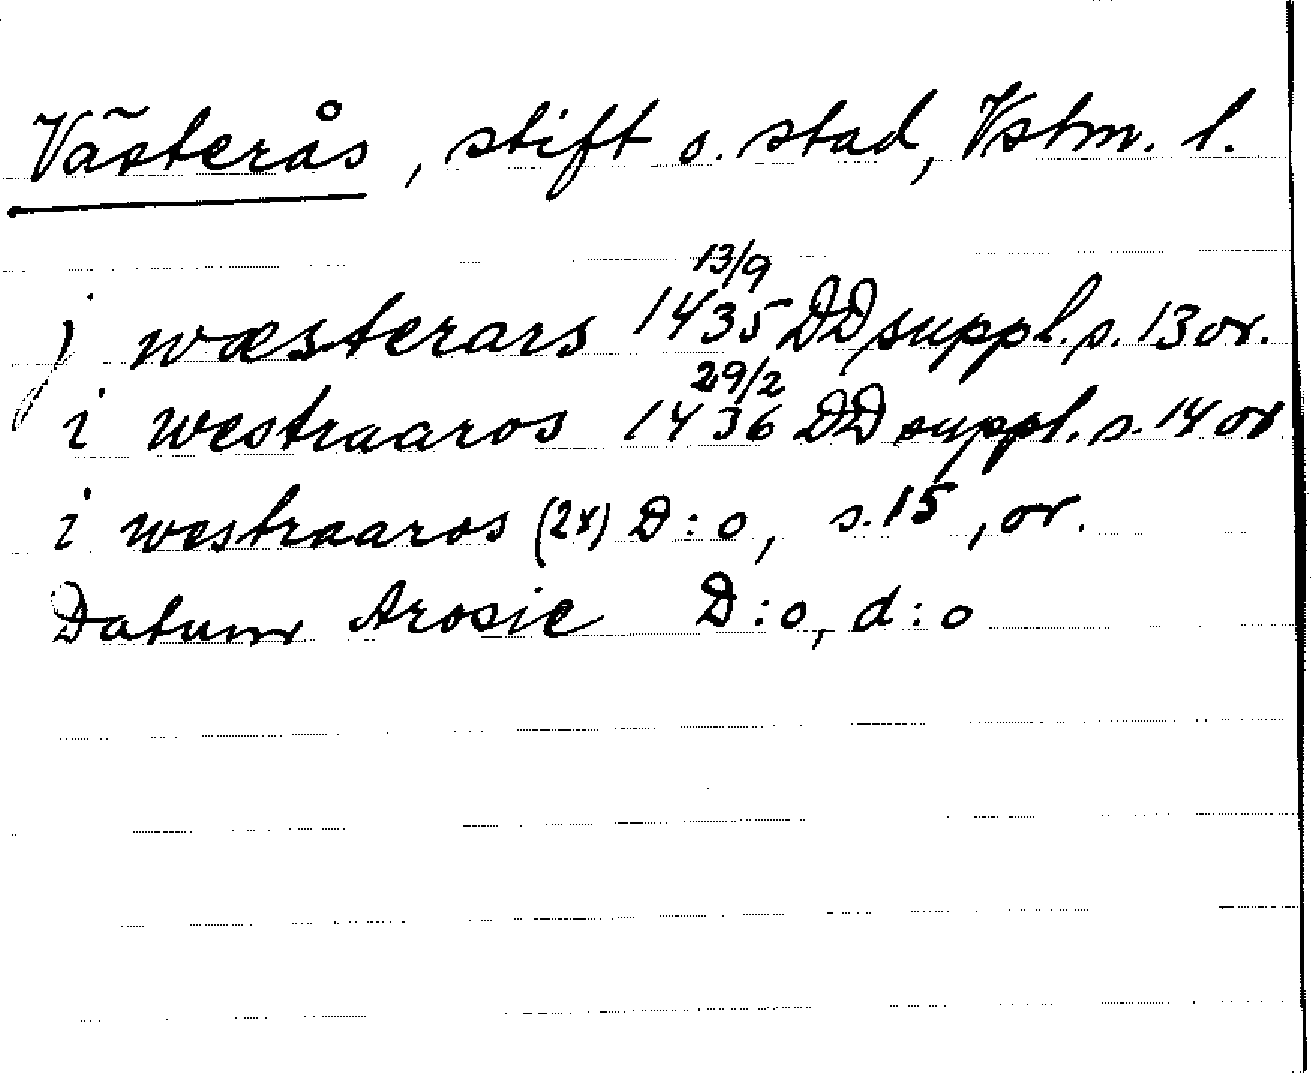 Västerås, stift o. stad, Vstm. l.
j wæsterars 13/9 1435 DD suppl. s. 13 or.
i westraaros 29/2 1436 DD suppl. s. 14 or
i westraaros (2x) D:o, s. 15, or.
Datum Arosie D:o, d:o